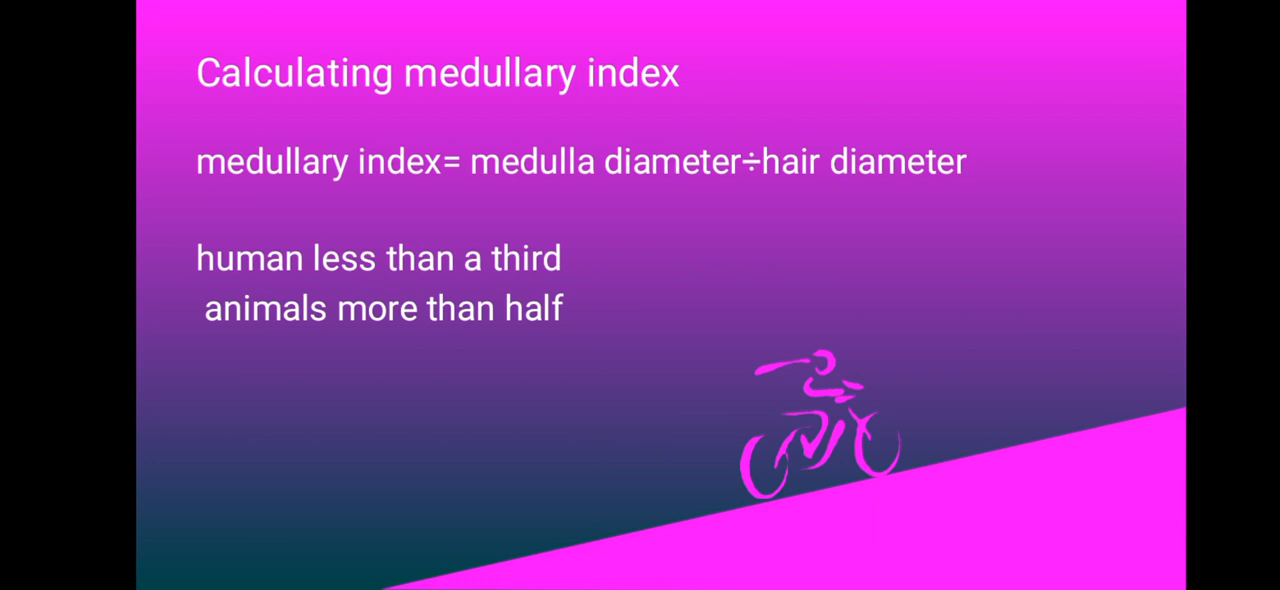 Calculating medullary index
medullary index= medulla diameter÷hair diameter
human less than a third
animals more than half